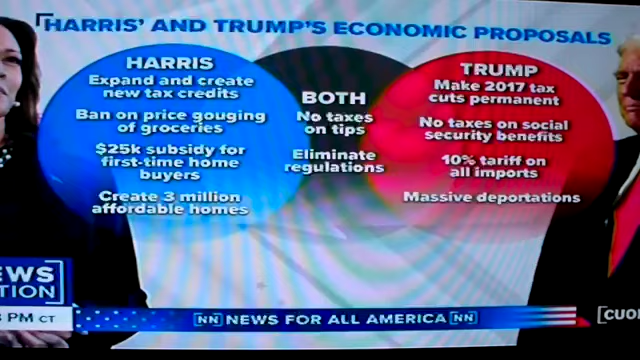 HARRIS' AND TRUMP'S ECONOMIC PROPOSALS
HARRIS
Expand and create
new tax credits
Ban on price gouging
of groceries
$25k subsidy for
first-time home
buyers
Create 3 million
affordable homes
BOTH
No taxes
on tips
Eliminate
regulations
TRUMP
Make 2017 tax
cuts permanent
No taxes on social
security benefits
10% tariff on
all imports
Massive deportations
EWS
TION
PM CT
NN NEWS FOR ALL AMERICA NN
[CUO